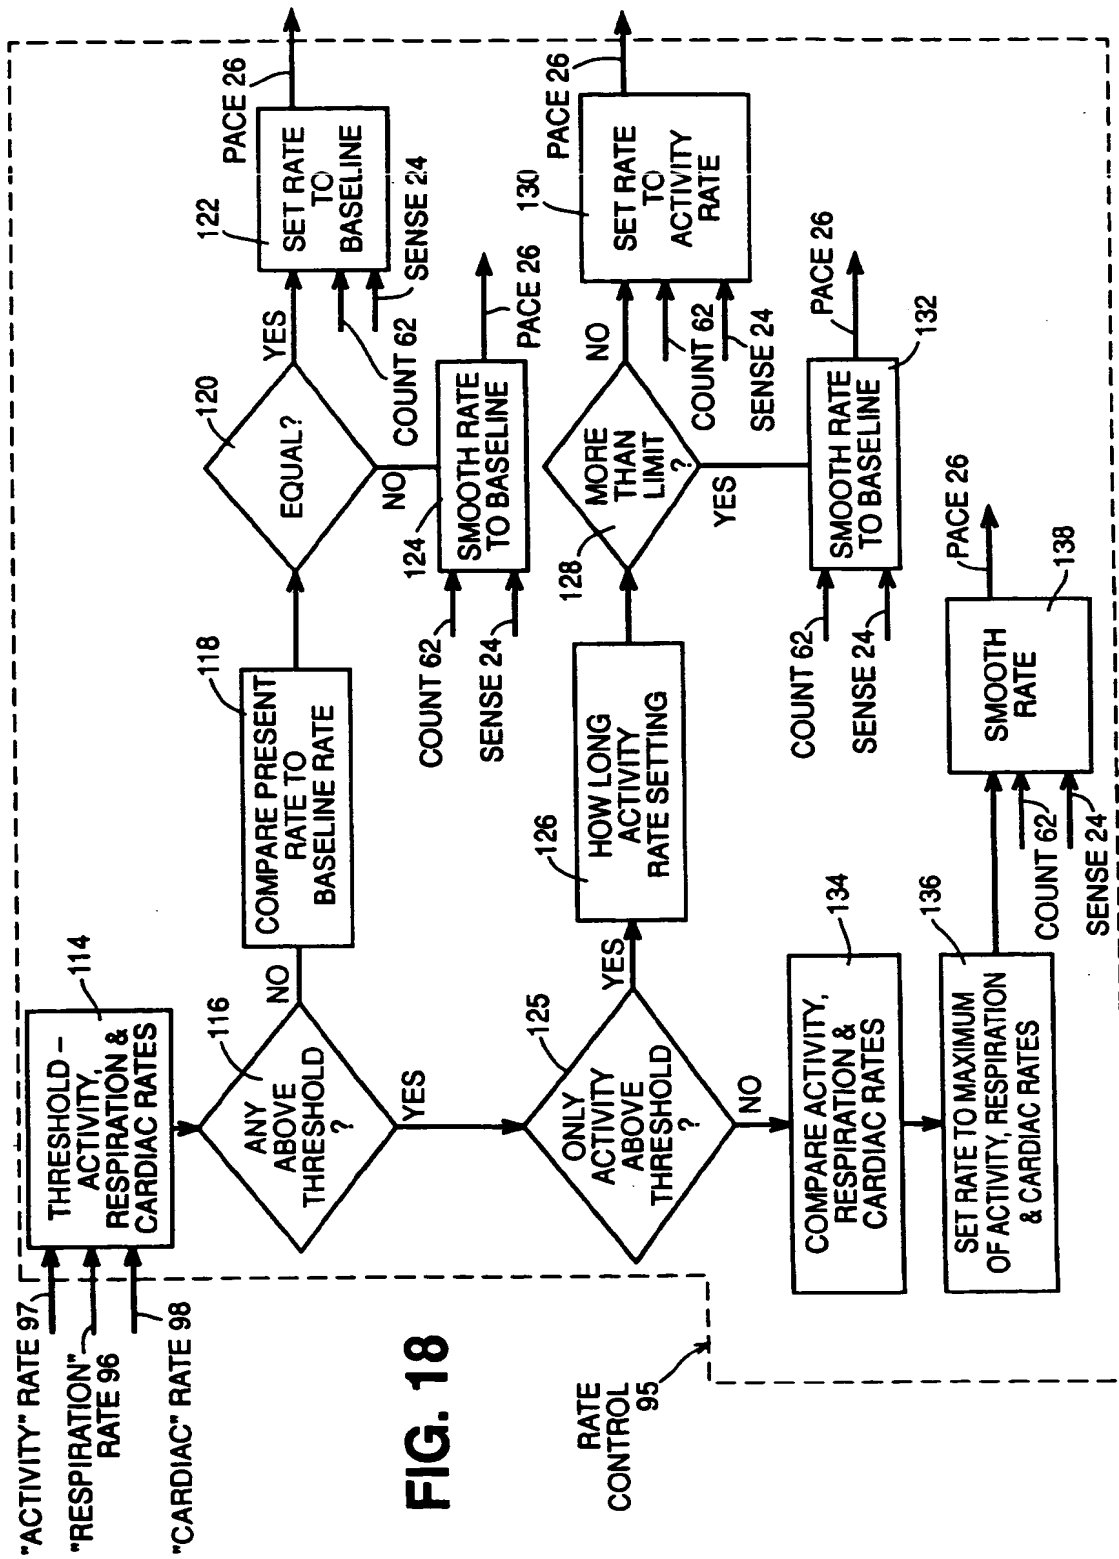 "ACTIVITY" RATE 97
"RESPIRATION"
RATE 96
"CARDIAC" RATE 98
114
THRESHOLD –
ACTIVITY,
RESPIRATION &
CARDIAC RATES
116
ANY
ABOVE
THRESHOLD
?
NO
YES
118
COMPARE PRESENT
RATE TO
BASELINE RATE
120
EQUAL?
YES
NO
122
SET RATE
TO
BASELINE
PACE 26
COUNT 62
SENSE 24
124
SMOOTH RATE
TO BASELINE
COUNT 62
SENSE 24
PACE 26
125
ONLY
ACTIVITY
ABOVE
THRESHOLD
?
YES
NO
126
HOW LONG
ACTIVITY
RATE SETTING
128
MORE
THAN
LIMIT
?
NO
YES
130
SET RATE
TO
ACTIVITY
RATE
PACE 26
COUNT 62
SENSE 24
132
SMOOTH RATE
TO BASELINE
COUNT 62
SENSE 24
PACE 26
134
COMPARE ACTIVITY,
RESPIRATION &
CARDIAC RATES
136
SET RATE TO MAXIMUM
OF ACTIVITY, RESPIRATION
& CARDIAC RATES
138
SMOOTH
RATE
COUNT 62
SENSE 24
PACE 26
RATE
CONTROL
95
FIG. 18